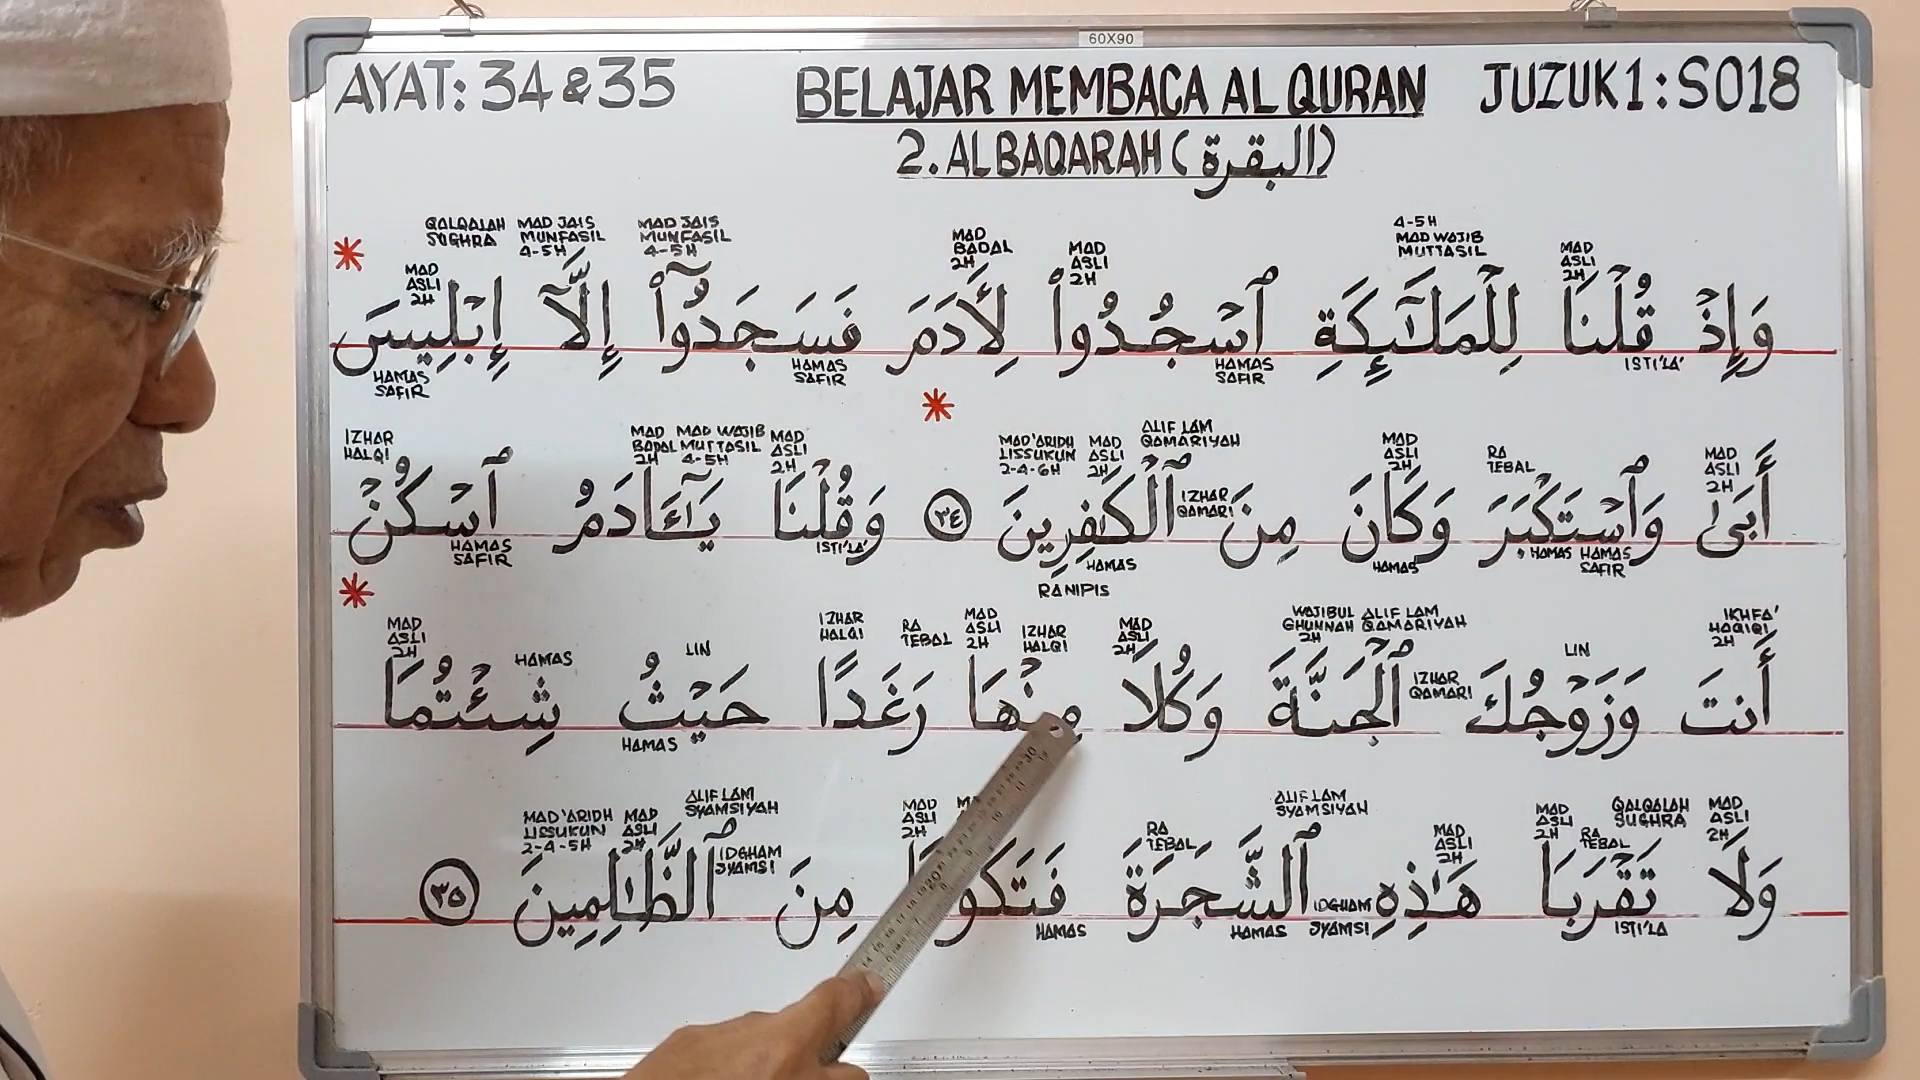 60X90
AYAT: 34 & 35
BELAJAR MEMBACA AL QURAN
JUZUK 1: S018
2. ALBAQARAH (البقرة)
QALQALAH SUGHRA MAD JAIS MUNFASIL 4-5H MAD JAIS MUNFASIL 4-5H MAD BADAL 2H MAD ASLI 2H 4-5H MAD WAJIB MUTTASIL MAD ASLI 2H
MAD ASLI 2H
وَإِذْ قُلْنَا لِلْمَلَـٰٓئِكَةِ ٱسْجُدُوا۟ لِأَدَمَ فَسَجَدُوٓا۟ إِلَّآ إِبْلِيسَ
HAMAS SAFIR HAMAS SAFIR HAMAS SAFIR ISTI'LA'
IZHAR HALQI MAD BADAL 2H MAD WAJIB MUTTASIL 4-5H MAD ASLI 2H MAD'ARIDH LISSUKUN 2-4-6H MAD ASLI 2H ALIF LAM QAMARIYAH IZHAR QAMARI MAD ASLI 2H RA TEBAL MAD ASLI 2H
أَبَىٰ وَٱسْتَكْبَرَ وَكَانَ مِنَ ٱلْكَـٰفِرِينَ ٣٤ وَقُلْنَا يَـٰٓـَٔادَمُ ٱسْكُنْ
HAMAS SAFIR ISTI'LA' RA NIPIS HAMAS HAMAS HAMAS HAMAS SAFIR
MAD ASLI 2H HAMAS LIN IZHAR HALQI RA TEBAL MAD ASLI 2H IZHAR HALQI MAD ASLI 2H WAJIBUL GHUNNAH 2H ALIF LAM QAMARIYAH IZHAR QAMARI LIN IKHFA' HAQIQI 2H
أَنتَ وَزَوْجُكَ ٱلْجَنَّةَ وَكُلَا مِنْهَا رَغَدًا حَيْثُ شِئْتُمَا
HAMAS
MAD'ARIDH LISSUKUN 2-4-5H MAD ASLI 2H ALIF LAM SYAMSIYAH IDGHAM SYAMSI MAD ASLI 2H RA TEBAL ALIF LAM SYAMSIYAH MAD ASLI 2H MAD ASLI 2H RA TEBAL QALQALAH SUGHRA MAD ASLI 2H
وَلَا تَقْرَبَا هَـٰذِهِ ٱلشَّجَرَةَ فَتَكُو مِنَ ٱلظَّـٰلِمِينَ ٣٥
HAMAS HAMAS IDGHAM SYAMSI ISTI'LA